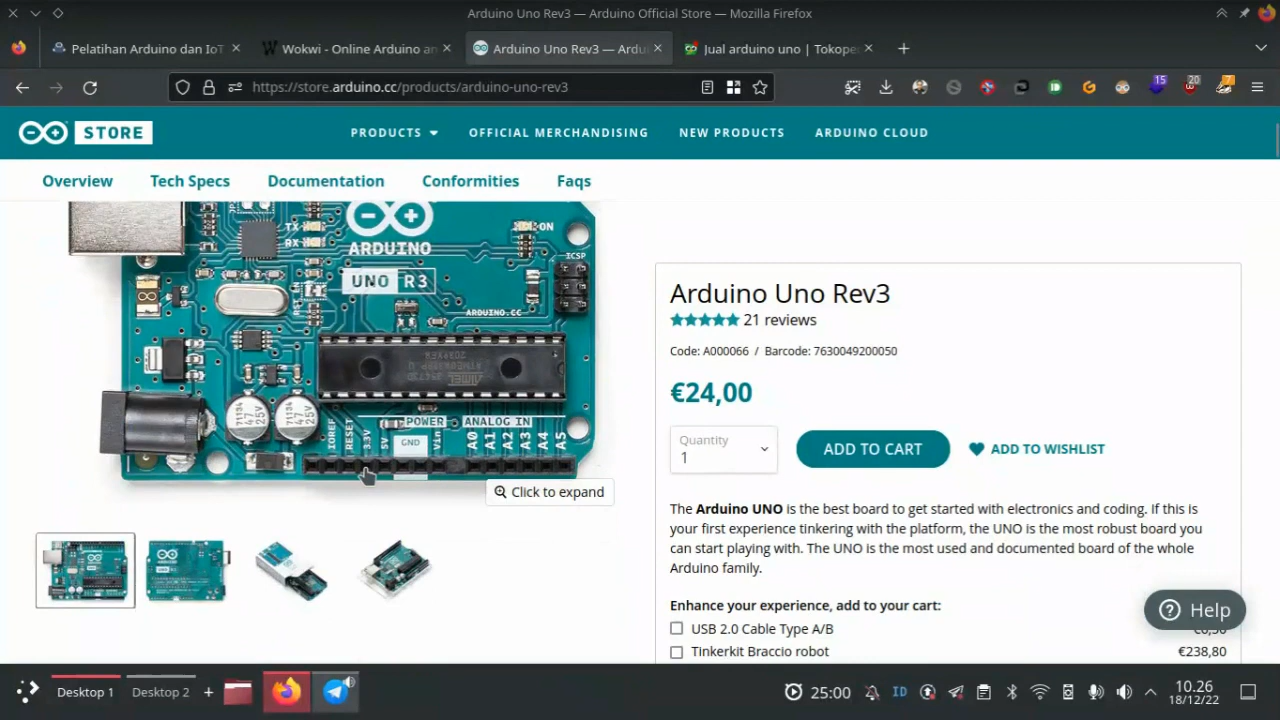 Arduino Uno Rev3 — Arduino Official Store — Mozilla Firefox
Pelatihan Arduino dan IoT
Wokwi - Online Arduino an
Arduino Uno Rev3 — Ardu
Jual arduino uno | Tokope
https://store.arduino.cc/products/arduino-uno-rev3
15
20
7
STORE
PRODUCTS
OFFICIAL MERCHANDISING
NEW PRODUCTS
ARDUINO CLOUD
Overview
Tech Specs
Documentation
Conformities
Faqs
TX
RX
ON
ARDUINO
ICSP
UNO R3
ARDUINO.CC
POWER
ANALOG IN
IOREF
RESET
3.3V
5V
GND
Vin
A0
A1
A2
A3
A4
A5
47
25V
47
25V
Click to expand
Arduino Uno Rev3
21 reviews
Code: A000066 / Barcode: 7630049200050
€24,00
Quantity
1
ADD TO CART
ADD TO WISHLIST
The Arduino UNO is the best board to get started with electronics and coding. If this is
your first experience tinkering with the platform, the UNO is the most robust board you
can start playing with. The UNO is the most used and documented board of the whole
Arduino family.
Enhance your experience, add to your cart:
USB 2.0 Cable Type A/B
Tinkerkit Braccio robot
€238,80
Help
Desktop 1
Desktop 2
25:00
ID
10.26
18/12/22